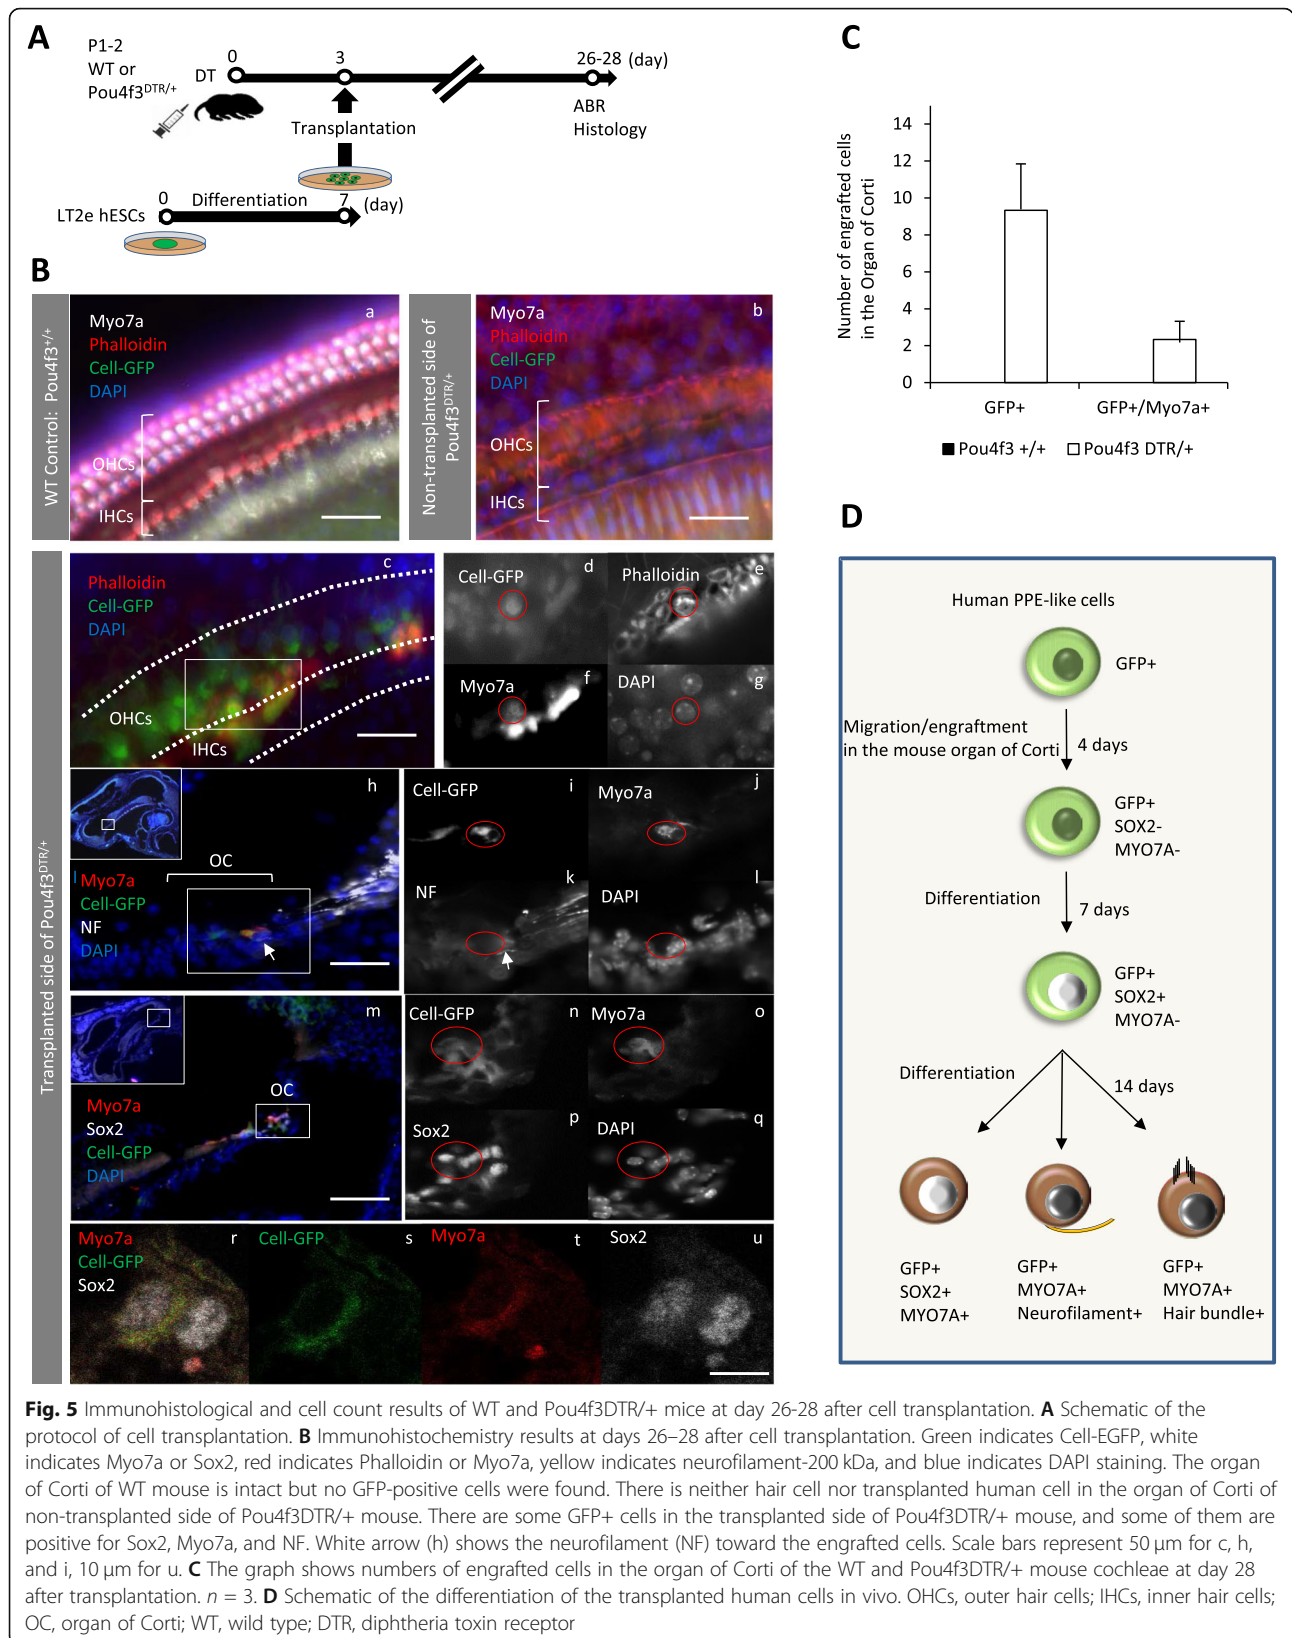 A
P1-2
WT or
Pou4f3DTR/+
DT
0
3
26-28 (day)
Transplantation
ABR
Histology
0
Differentiation
7
(day)
LT2e hESCs
B
WT Control: Pou4f3+/+
Myo7a
Phalloidin
Cell-GFP
DAPI
a
OHCs
IHCs
Non-transplanted side of
Pou4f3DTR/+
Myo7a
Phalloidin
Cell-GFP
DAPI
b
OHCs
IHCs
Transplanted side of Pou4f3DTR/+
Phalloidin
Cell-GFP
DAPI
c
OHCs
IHCs
Cell-GFP
d
Phalloidin
e
Myo7a
f
DAPI
g
h
OC
l
Myo7a
Cell-GFP
NF
DAPI
Cell-GFP
i
Myo7a
j
NF
k
DAPI
l
m
OC
Myo7a
Sox2
Cell-GFP
DAPI
Cell-GFP
n
Myo7a
o
Sox2
p
DAPI
q
Myo7a
Cell-GFP
Sox2
r
Cell-GFP
s
Myo7a
t
Sox2
u
C
Number of engrafted cells
in the Organ of Corti
14
12
10
8
6
4
2
0
GFP+
GFP+/Myo7a+
Pou4f3 +/+
Pou4f3 DTR/+
D
Human PPE-like cells
GFP+
Migration/engraftment
in the mouse organ of Corti
4 days
GFP+
SOX2-
MYO7A-
Differentiation
7 days
GFP+
SOX2+
MYO7A-
Differentiation
14 days
GFP+
SOX2+
MYO7A+
GFP+
MYO7A+
Neurofilament+
GFP+
MYO7A+
Hair bundle+
Fig. 5 Immunohistological and cell count results of WT and Pou4f3DTR/+ mice at day 26-28 after cell transplantation. A Schematic of the
protocol of cell transplantation. B Immunohistochemistry results at days 26–28 after cell transplantation. Green indicates Cell-EGFP, white
indicates Myo7a or Sox2, red indicates Phalloidin or Myo7a, yellow indicates neurofilament-200 kDa, and blue indicates DAPI staining. The organ
of Corti of WT mouse is intact but no GFP-positive cells were found. There is neither hair cell nor transplanted human cell in the organ of Corti of
non-transplanted side of Pou4f3DTR/+ mouse. There are some GFP+ cells in the transplanted side of Pou4f3DTR/+ mouse, and some of them are
positive for Sox2, Myo7a, and NF. White arrow (h) shows the neurofilament (NF) toward the engrafted cells. Scale bars represent 50 μm for c, h,
and i, 10 μm for u. C The graph shows numbers of engrafted cells in the organ of Corti of the WT and Pou4f3DTR/+ mouse cochleae at day 28
after transplantation. n = 3. D Schematic of the differentiation of the transplanted human cells in vivo. OHCs, outer hair cells; IHCs, inner hair cells;
OC, organ of Corti; WT, wild type; DTR, diphtheria toxin receptor